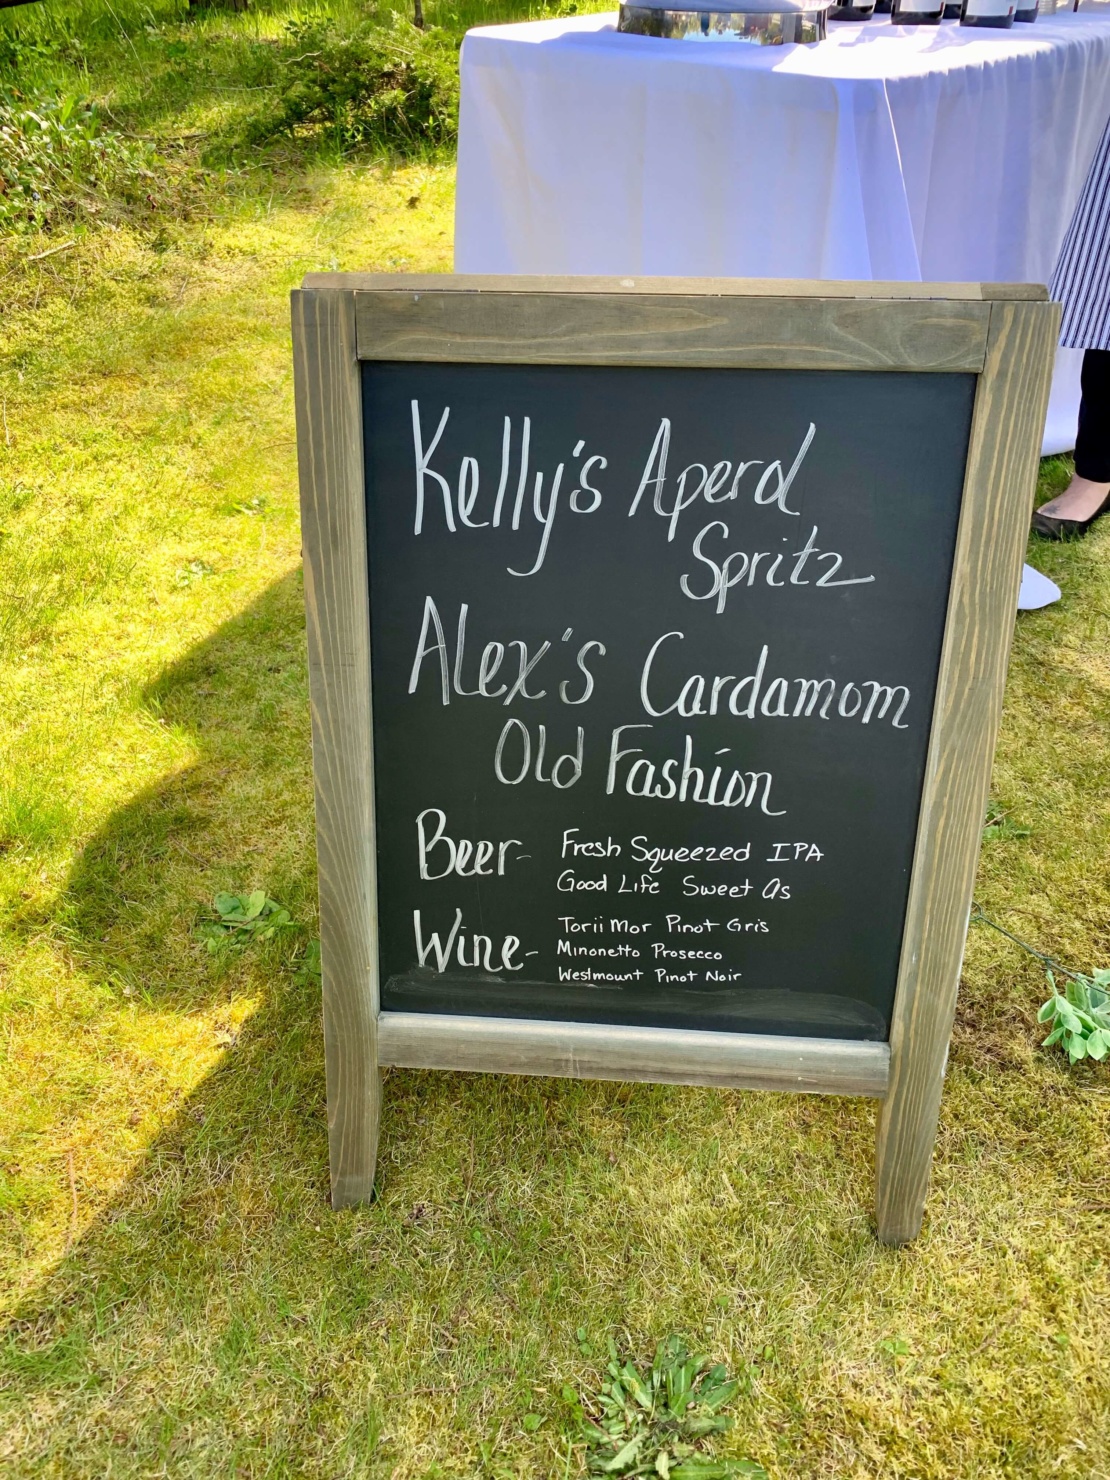 Kelly's Aperol
Spritz
Alex's Cardamom
Old Fashion
Beer- Fresh Squeezed IPA
Good Life Sweet As
Wine- Torii Mor Pinot Gris
Minonetto Prosecco
Westmount Pinot Noir